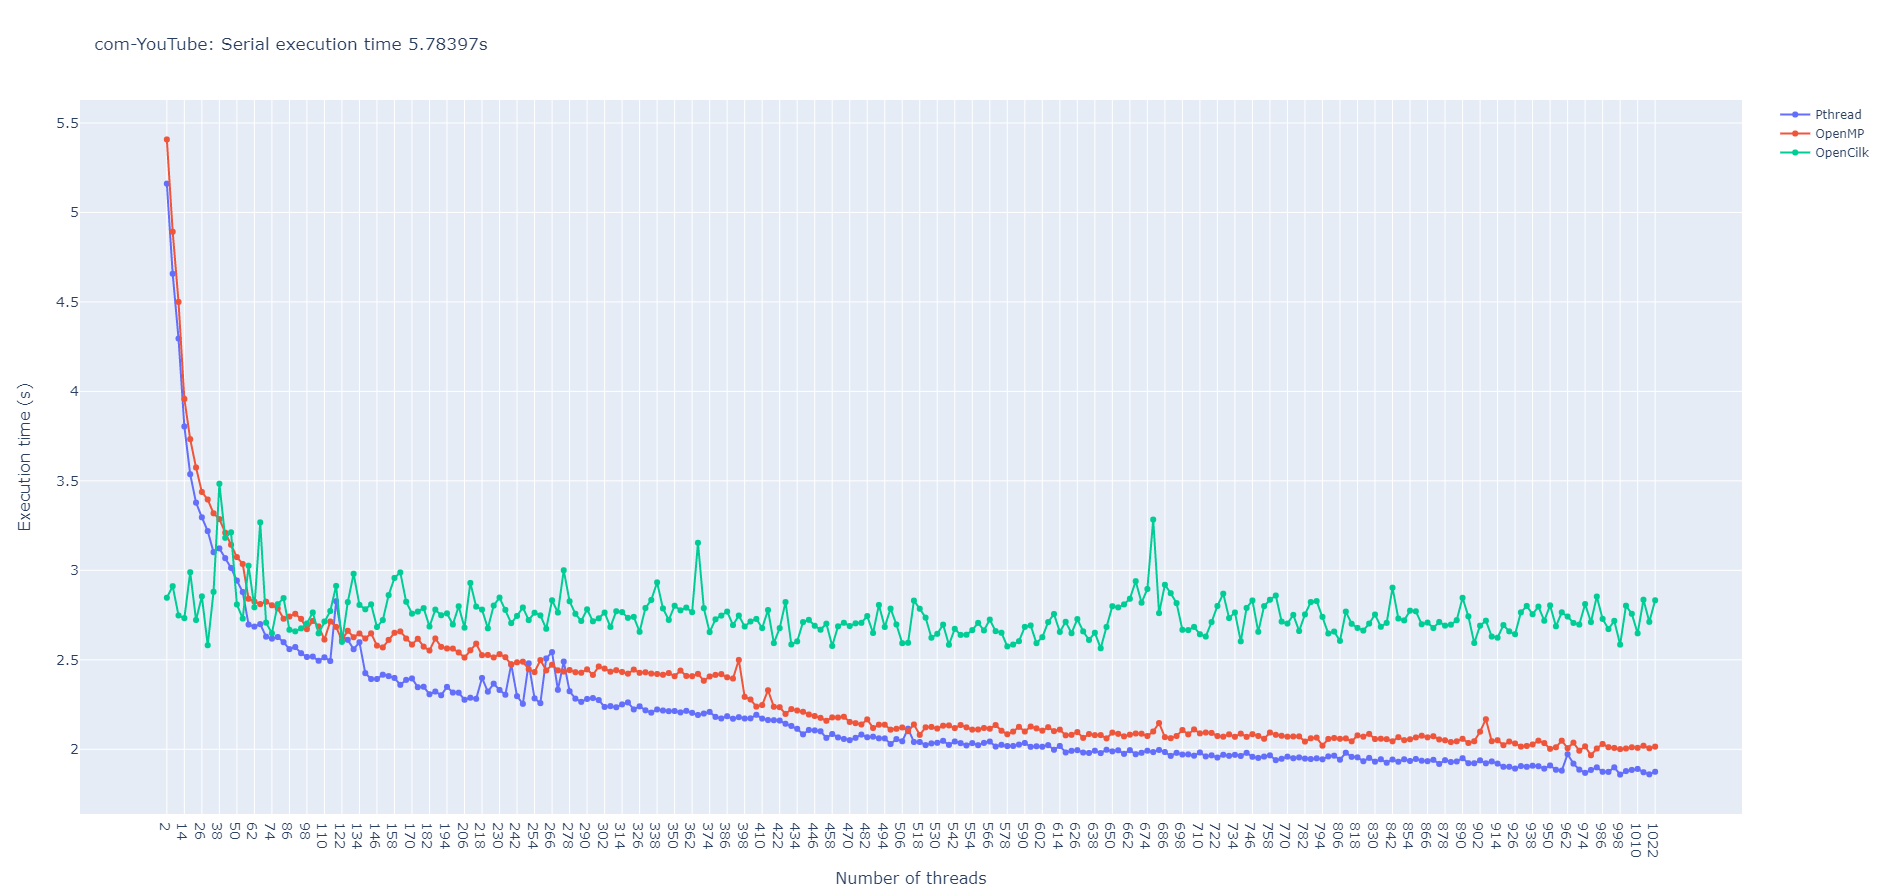 com-YouTube: Serial execution time 5.78397s
Pthread
OpenMP
OpenCilk
5.5
5
4.5
4
3.5
3
2.5
2
Execution time (s)
2 14 26 38 50 62 74 86 98 110 122 134 146 158 170 182 194 206 218 230 242 254 266 278 290 302 314 326 338 350 362 374 386 398 410 422 434 446 458 470 482 494 506 518 530 542 554 566 578 590 602 614 626 638 650 662 674 686 698 710 722 734 746 758 770 782 794 806 818 830 842 854 866 878 890 902 914 926 938 950 962 974 986 998 1010 1022
Number of threads